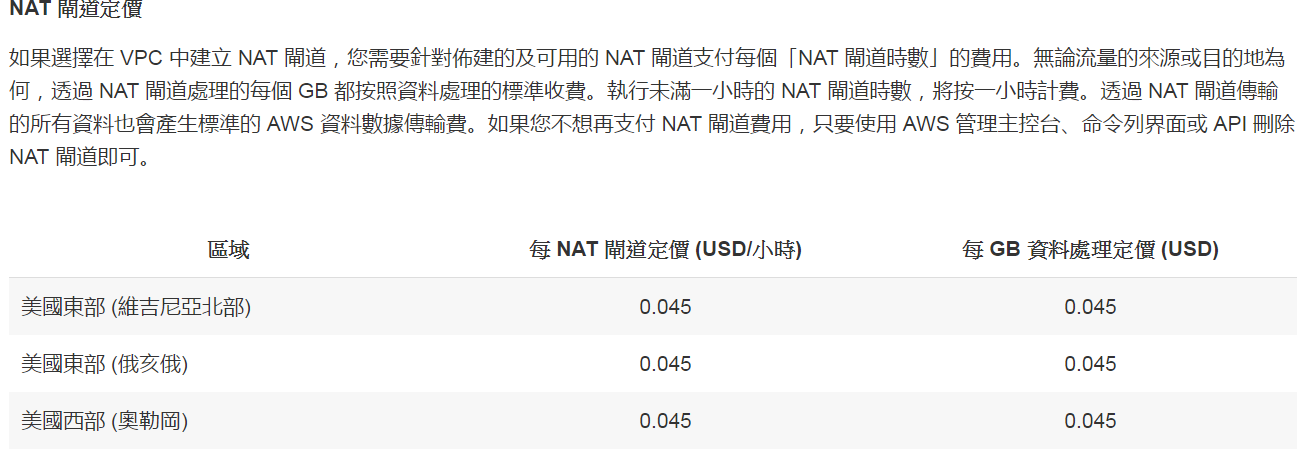 NAT 閘道定價
如果選擇在 VPC 中建立 NAT 閘道，您需要針對佈建的及可用的 NAT 閘道支付每個「NAT 閘道時數」的費用。無論流量的來源或目的地為
何，透過 NAT 閘道處理的每個 GB 都按照資料處理的標準收費。執行未滿一小時的 NAT 閘道時數，將按一小時計費。透過 NAT 閘道傳輸
的所有資料也會產生標準的 AWS 資料數據傳輸費。如果您不想再支付 NAT 閘道費用，只要使用 AWS 管理主控台、命令列界面或 API 刪除
NAT 閘道即可。
區域 每 NAT 閘道定價 (USD/小時) 每 GB 資料處理定價 (USD)
美國東部 (維吉尼亞北部) 0.045 0.045
美國東部 (俄亥俄) 0.045 0.045
美國西部 (奧勒岡) 0.045 0.045